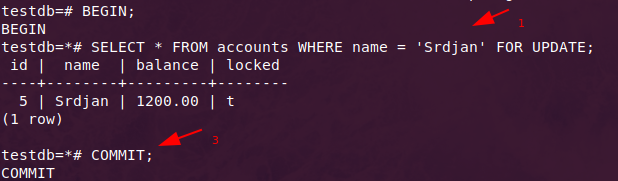 testdb=# BEGIN;
BEGIN
testdb=*# SELECT * FROM accounts WHERE name = 'Srdjan' FOR UPDATE;
1
 id |  name  | balance | locked
----+--------+---------+--------
  5 | Srdjan | 1200.00 | t
(1 row)
3
testdb=*# COMMIT;
COMMIT